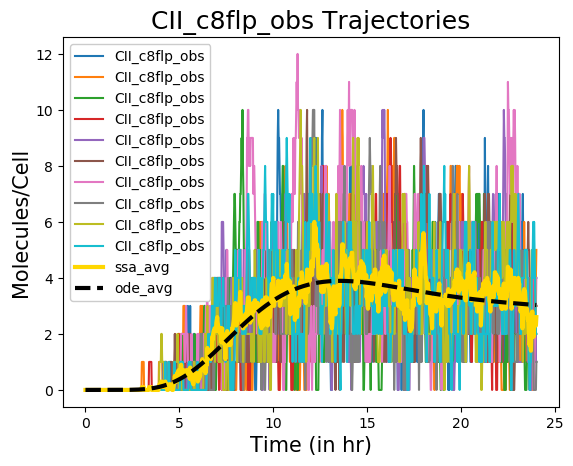 CII_c8flp_obs Trajectories
12
10
8
6
4
2
0
Molecules/Cell
CII_c8flp_obs
CII_c8flp_obs
CII_c8flp_obs
CII_c8flp_obs
CII_c8flp_obs
CII_c8flp_obs
CII_c8flp_obs
CII_c8flp_obs
CII_c8flp_obs
CII_c8flp_obs
ssa_avg
ode_avg
0 5 10 15 20 25
Time (in hr)